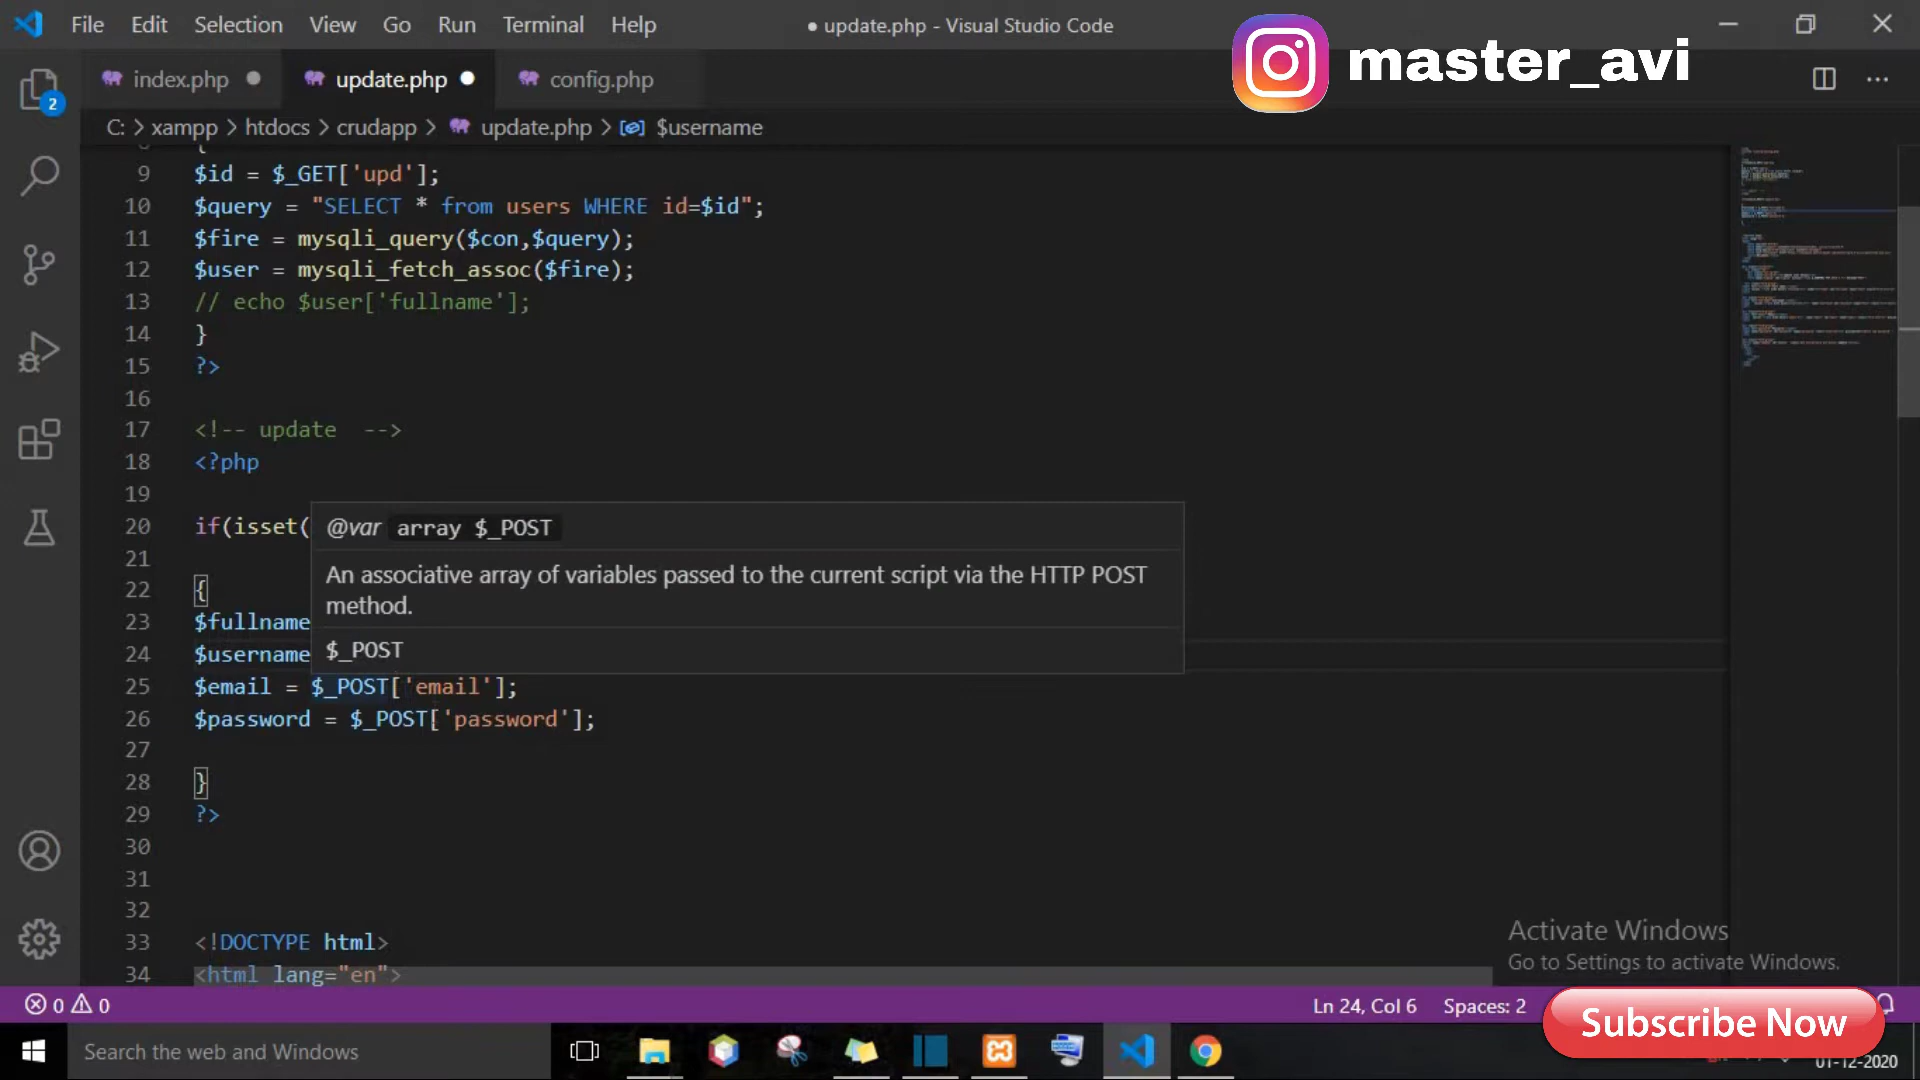 File Edit Selection View Go Run Terminal Help
● update.php - Visual Studio Code
master_avi
index.php
update.php
config.php
C: > xampp > htdocs > crudapp > update.php > $username
2
9 $id = $_GET['upd'];
10 $query = "SELECT * from users WHERE id=$id";
11 $fire = mysqli_query($con,$query);
12 $user = mysqli_fetch_assoc($fire);
13 // echo $user['fullname'];
14 }
15 ?>
16
17 <!-- update  -->
18 <?php
19
20 if(isset(
@var array $_POST
21
An associative array of variables passed to the current script via the HTTP POST
method.
22 {
23 $fullname
24 $username
$_POST
25 $email = $_POST['email'];
26 $password = $_POST['password'];
27
28 }
29 ?>
30
31
32
33 <!DOCTYPE html>
34 <html lang="en">
Activate Windows
Go to Settings to activate Windows.
0 0
Ln 24, Col 6
Spaces: 2
Subscribe Now
Search the web and Windows
01-12-2020